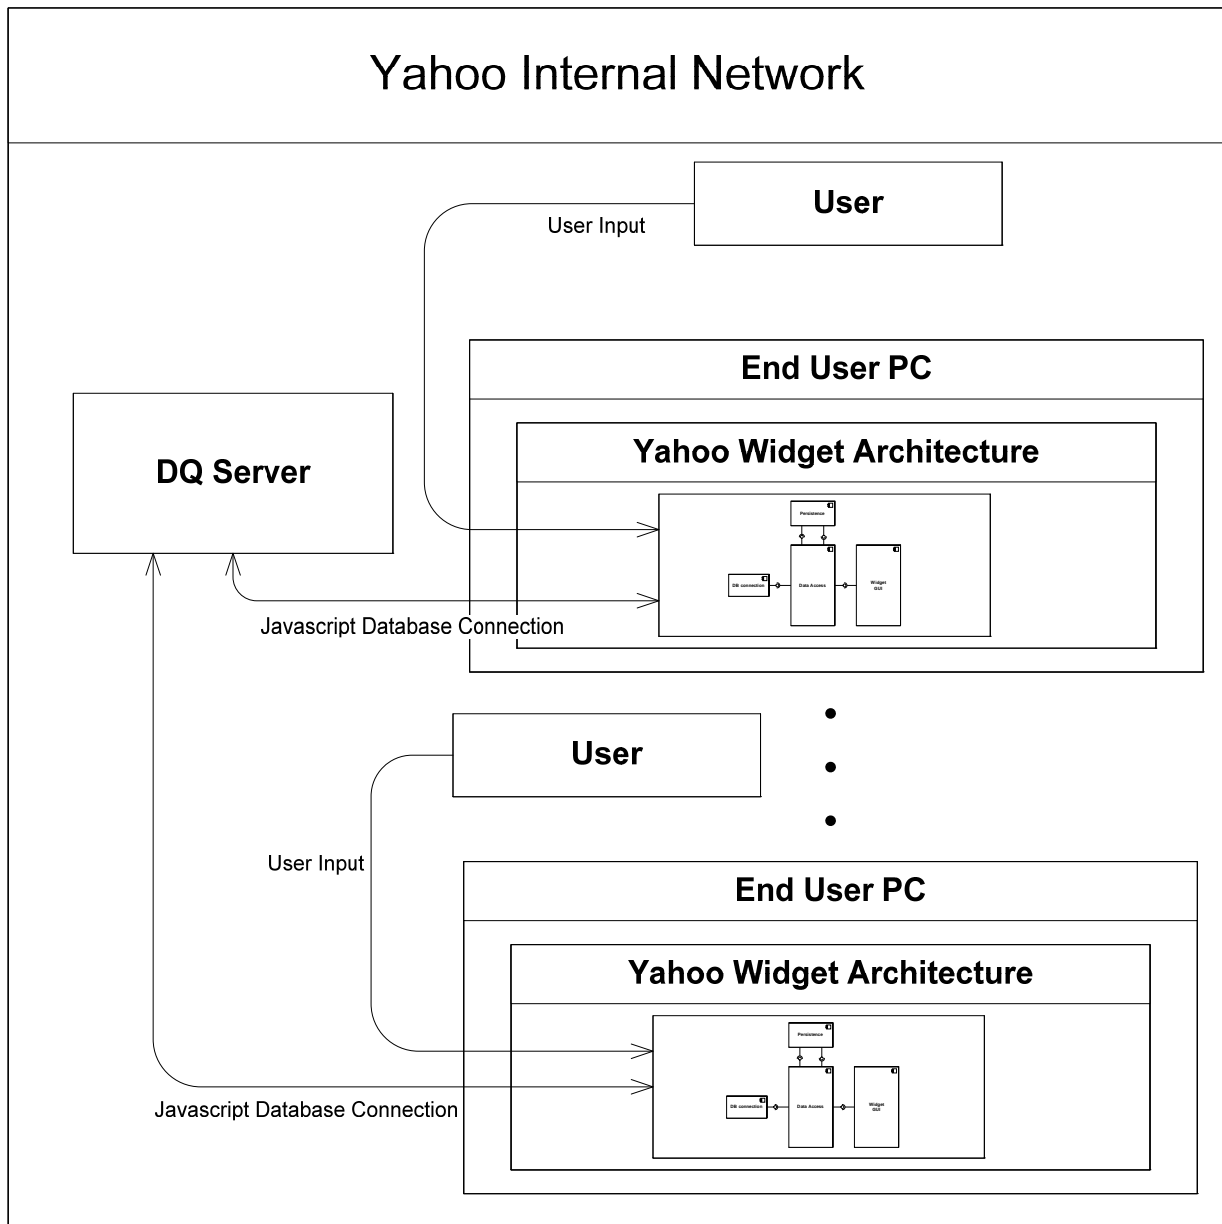 Yahoo Internal Network
User
User Input
End User PC
DQ Server
Yahoo Widget Architecture
Persistence
DB connection
Data Access
Widget
GUI
Javascript Database Connection
User
User Input
End User PC
Yahoo Widget Architecture
Persistence
DB connection
Data Access
Widget
GUI
Javascript Database Connection